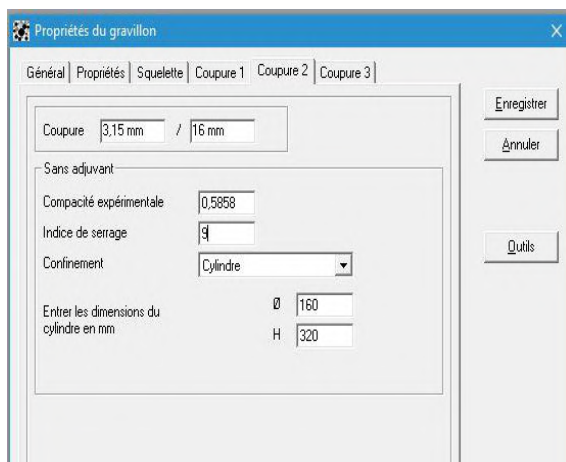 Propriétés du gravillon
X
Général Propriétés Squelette Coupure 1 Coupure 2 Coupure 3
Enregistrer
Coupure 3,15 mm / 16 mm
Annuler
Sans adjuvant
Compacité expérimentale 0,5858
Indice de serrage 9
Outils
Confinement Cylindre
Entrer les dimensions du
cylindre en mm
Ø 160
H 320